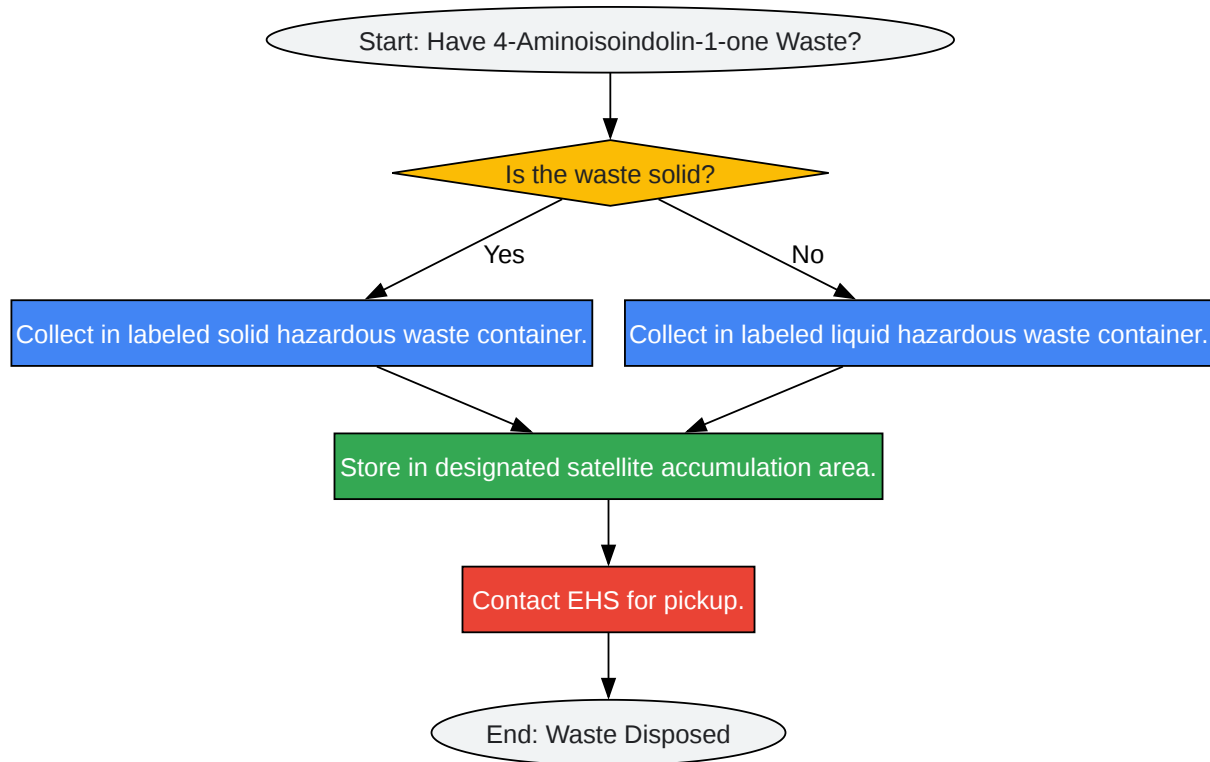 Start: Have 4-Aminoisoindolin-1-one Waste?
Is the waste solid?
Yes
No
Collect in labeled solid hazardous waste container.
Collect in labeled liquid hazardous waste container.
Store in designated satellite accumulation area.
Contact EHS for pickup.
End: Waste Disposed